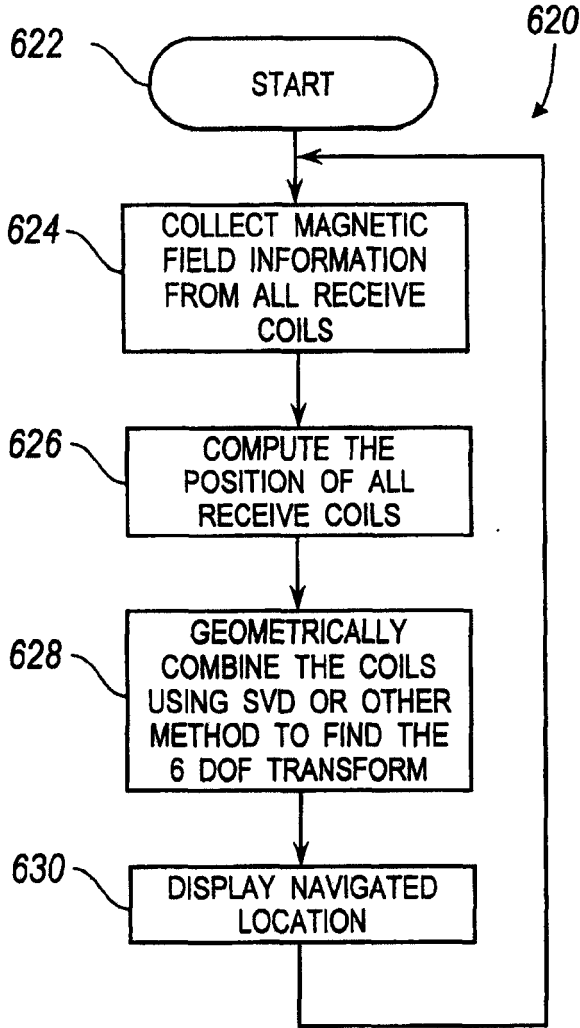 620
622
START
624
COLLECT MAGNETIC
FIELD INFORMATION
FROM ALL RECEIVE
COILS
626
COMPUTE THE
POSITION OF ALL
RECEIVE COILS
628
GEOMETRICALLY
COMBINE THE COILS
USING SVD OR OTHER
METHOD TO FIND THE
6 DOF TRANSFORM
630
DISPLAY NAVIGATED
LOCATION